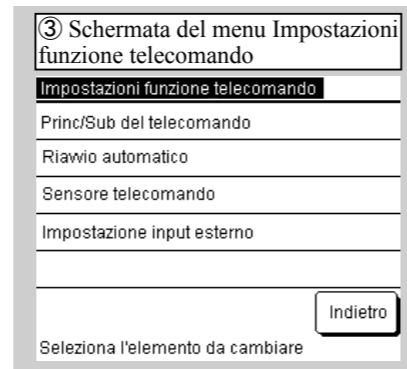 ③ Schermata del menu Impostazioni
funzione telecomando
Impostazioni funzione telecomando
Princ/Sub del telecomando
Riavvio automatico
Sensore telecomando
Impostazione input esterno
Indietro
Seleziona l'elemento da cambiare